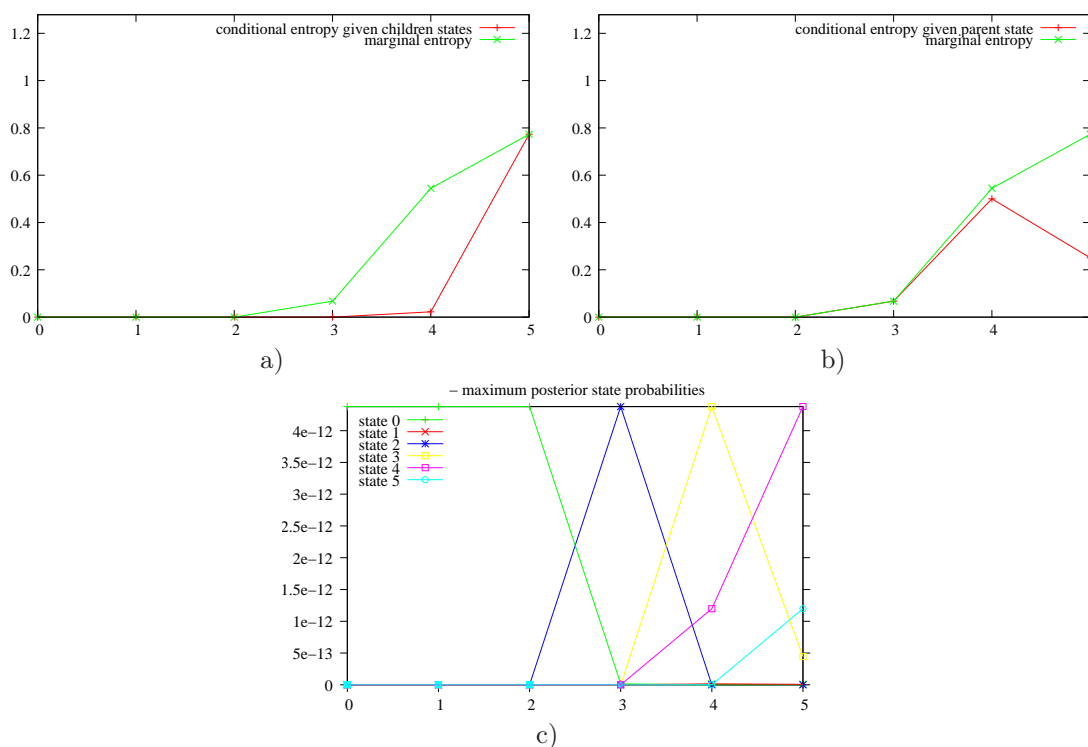 conditional entropy given children states
marginal entropy
1.2
1
0.8
0.6
0.4
0.2
0
0 1 2 3 4 5
a)
conditional entropy given parent state
marginal entropy
1.2
1
0.8
0.6
0.4
0.2
0
0 1 2 3 4
b)
– maximum posterior state probabilities
state 0
state 1
state 2
state 3
state 4
state 5
4e−12
3.5e−12
3e−12
2.5e−12
2e−12
1.5e−12
1e−12
5e−13
0
0 1 2 3 4 5
c)